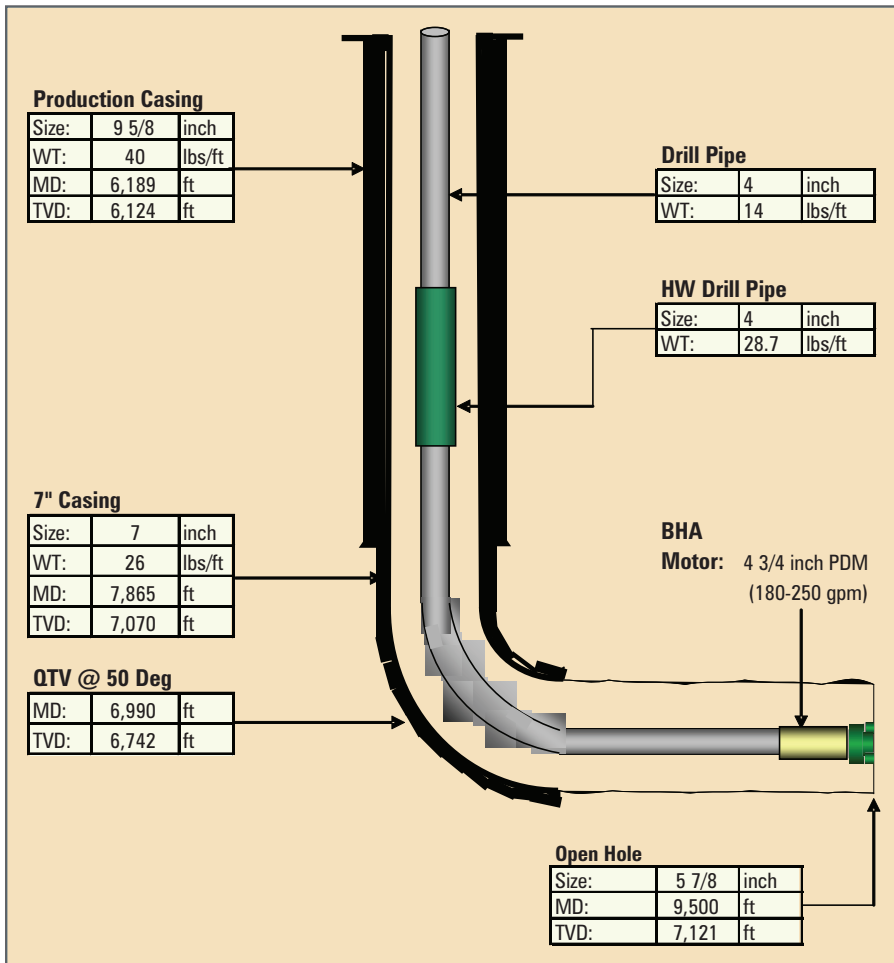 Production Casing
Size: 9 5/8 inch
WT: 40 lbs/ft
MD: 6,189 ft
TVD: 6,124 ft
Drill Pipe
Size: 4 inch
WT: 14 lbs/ft
HW Drill Pipe
Size: 4 inch
WT: 28.7 lbs/ft
7" Casing
Size: 7 inch
WT: 26 lbs/ft
MD: 7,865 ft
TVD: 7,070 ft
BHA
Motor: 4 3/4 inch PDM
(180-250 gpm)
QTV @ 50 Deg
MD: 6,990 ft
TVD: 6,742 ft
Open Hole
Size: 5 7/8 inch
MD: 9,500 ft
TVD: 7,121 ft